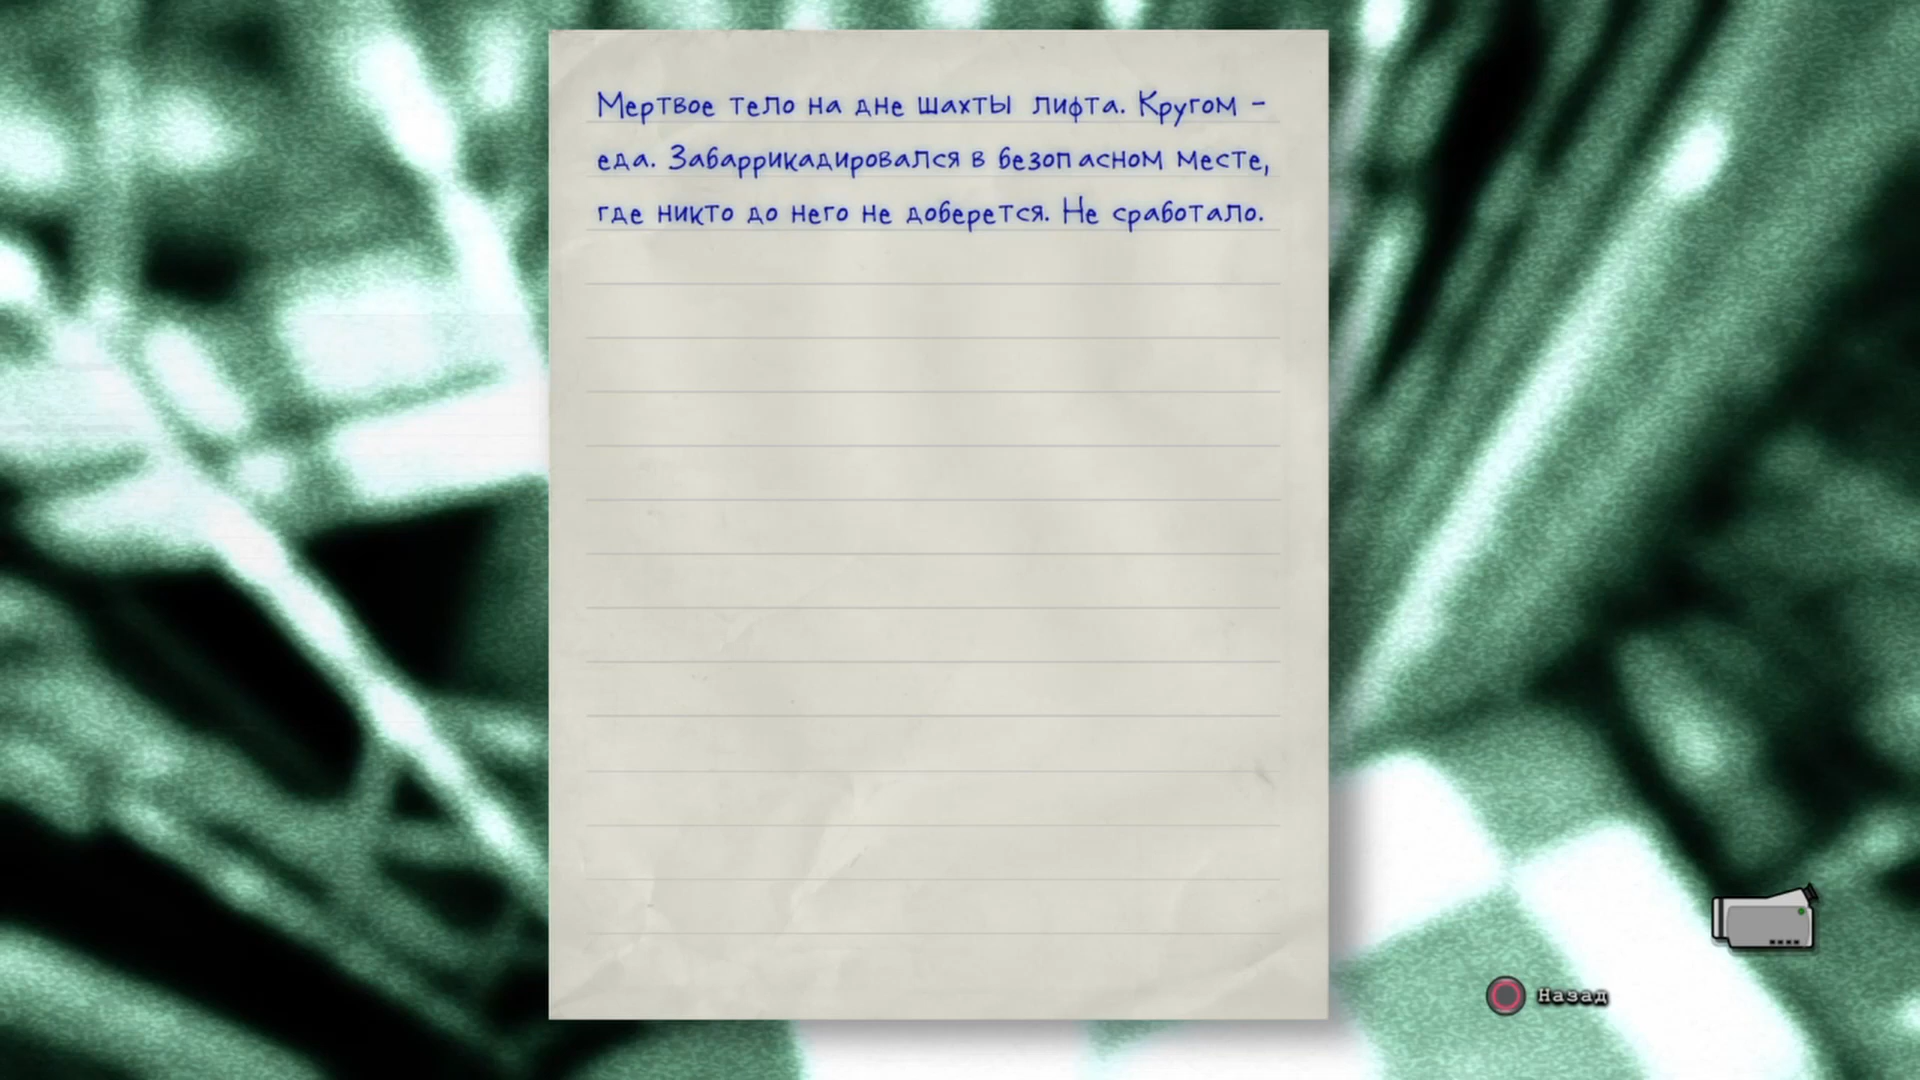 Мертвое тело на дне шахты лифта. Кругом -
еда. Забаррикадировался в безопасном месте,
где никто до него не доберется. Не сработало.
Назад